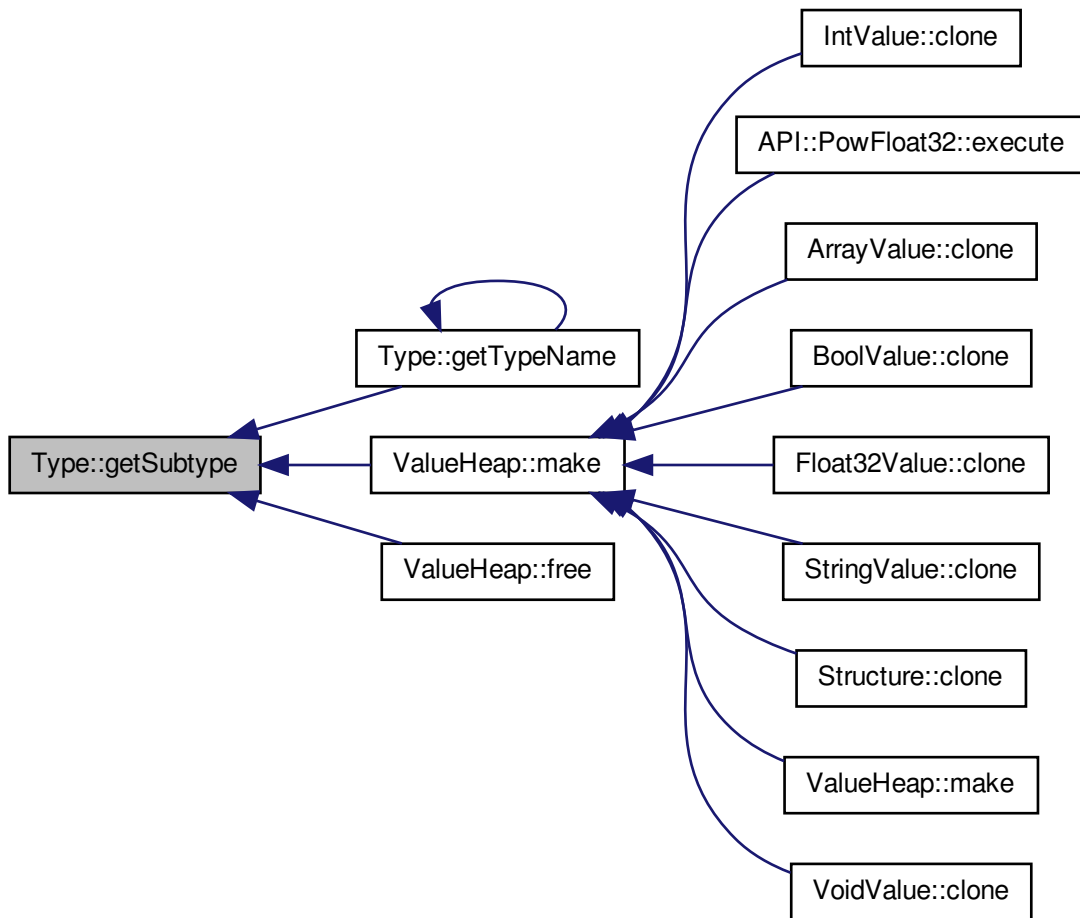 IntValue::clone
API::PowFloat32::execute
ArrayValue::clone
Type::getTypeName
BoolValue::clone
Type::getSubtype
ValueHeap::make
Float32Value::clone
ValueHeap::free
StringValue::clone
Structure::clone
ValueHeap::make
VoidValue::clone